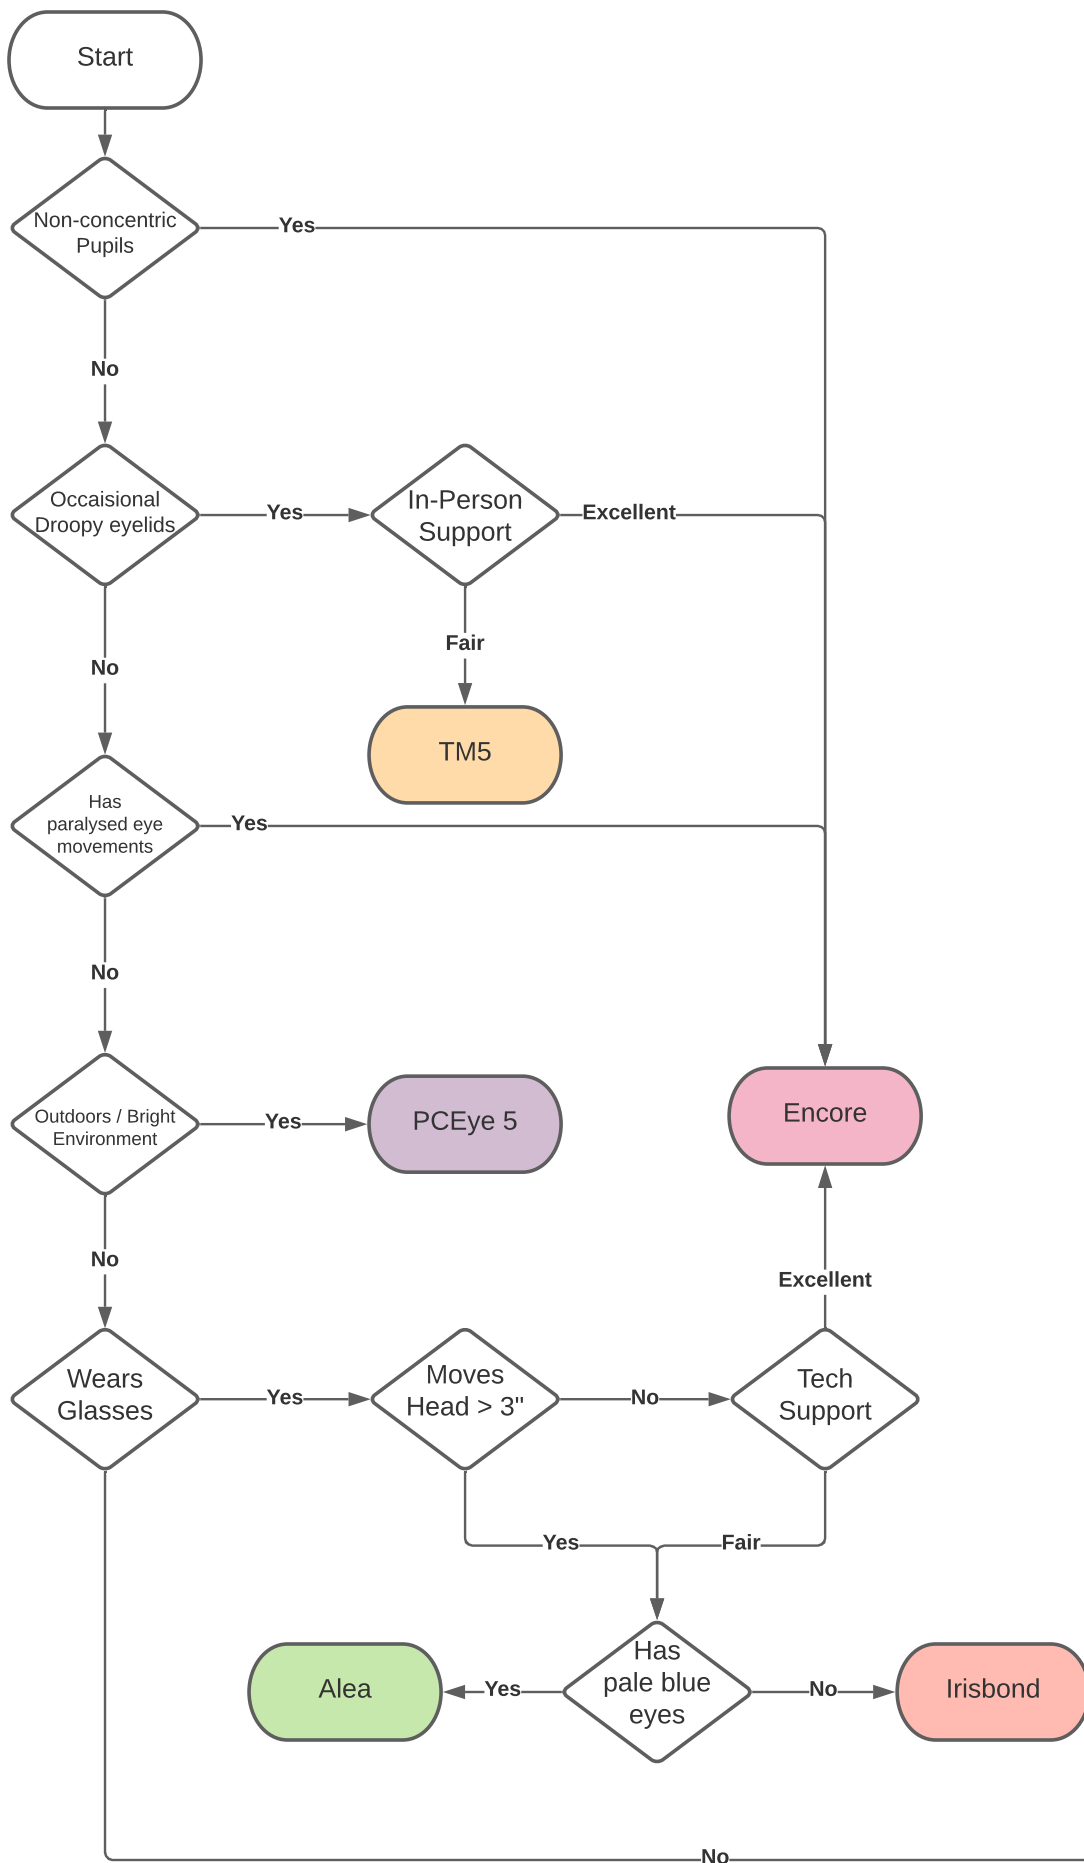 Start
Non-concentric
Pupils
Yes
No
Occaisional
Droopy eyelids
Yes
In-Person
Support
Excellent
No
Fair
TM5
Has
paralysed eye
movements
Yes
No
Outdoors / Bright
Environment
Yes
PCEye 5
Encore
No
Excellent
Wears
Glasses
Yes
Moves
Head > 3"
No
Tech
Support
Yes
Fair
Alea
Yes
Has
pale blue
eyes
No
Irisbond
No